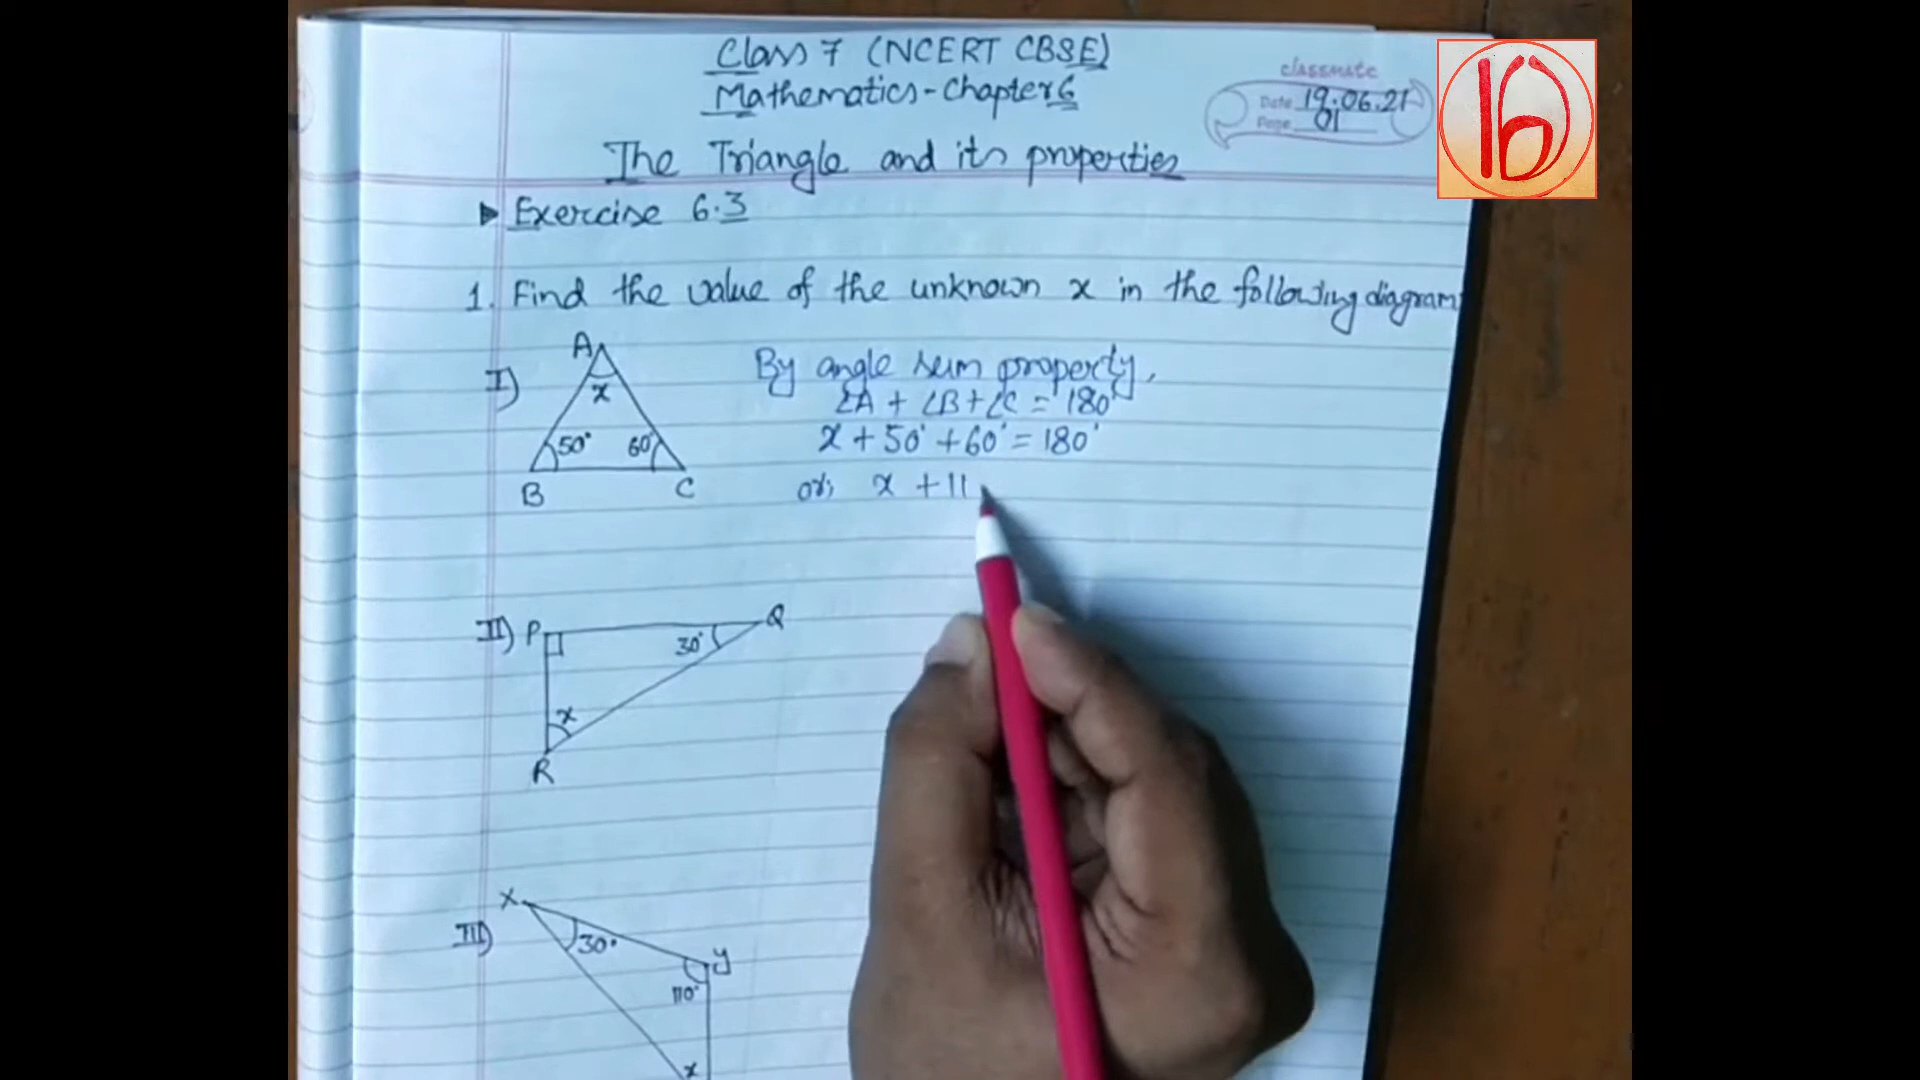 Class 7 (NCERT CBSE)
Mathematics - Chapter 6
classmate
Date 19.06.21
Page 01
The Triangle and its properties
▶ Exercise 6.3
1. Find the value of the unknown x in the following diagram
I)
A
x
50°
60°
B
C
By angle sum property,
∠A + ∠B + ∠C = 180°
x + 50° + 60° = 180°
or, x + 11
II)
P
Q
30°
x
R
III)
X
30°
y
110°
x